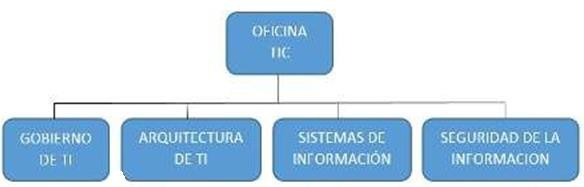 OFICINA
TIC
GOBIERNO
DE TI
ARQUITECTURA
DE TI
SISTEMAS DE
INFORMACIÓN
SEGURIDAD DE LA
INFORMACION